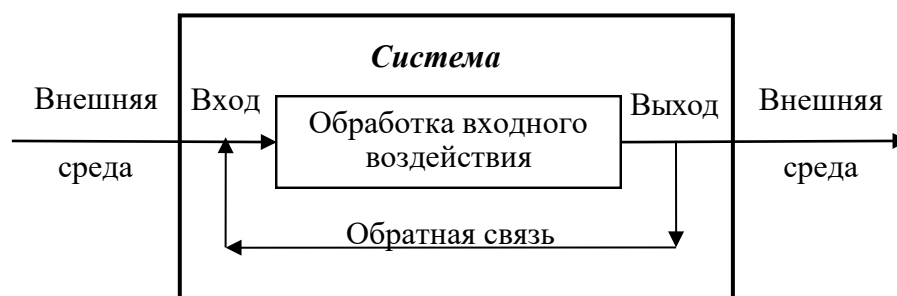 Система
Внешняя Вход Выход Внешняя
Обработка входного
воздействия
среда среда
Обратная связь